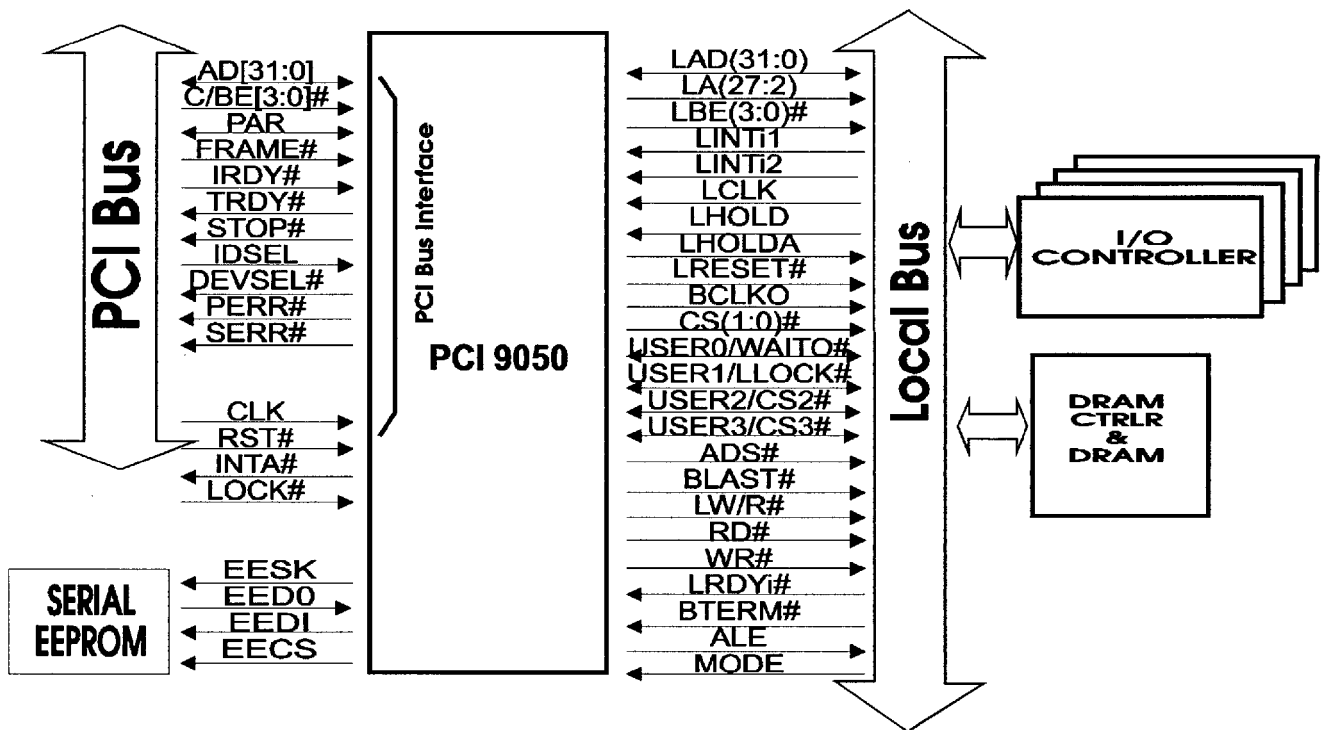 PCI Bus
AD[31:0]
C/BE[3:0]#
PAR
FRAME#
IRDY#
TRDY#
STOP#
IDSEL
DEVSEL#
PERR#
SERR#
CLK
RST#
INTA#
LOCK#
SERIAL
EEPROM
EESK
EED0
EEDI
EECS
PCI Bus Interface
PCI 9050
LAD(31:0)
LA(27:2)
LBE(3:0)#
LINTi1
LINTi2
LCLK
LHOLD
LHOLDA
LRESET#
BCLKO
CS(1:0)#
USER0/WAITO#
USER1/LLOCK#
USER2/CS2#
USER3/CS3#
ADS#
BLAST#
LW/R#
RD#
WR#
LRDYi#
BTERM#
ALE
MODE
Local Bus
I/O
CONTROLLER
DRAM
CTRLR
&
DRAM